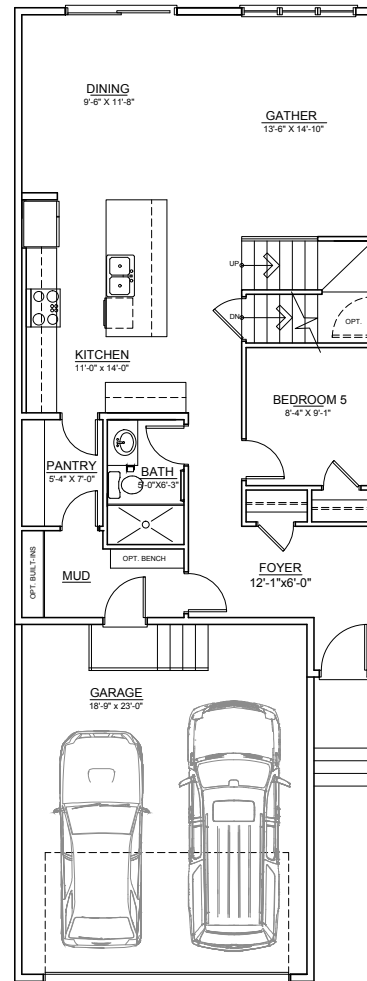 DINING
9'-6" X 11'-8"
GATHER
13'-6" X 14'-10"
UP
DN
OPT.
KITCHEN
11'-0" x 14'-0"
BEDROOM 5
8'-4" X 9'-1"
PANTRY
5'-4" X 7'-0"
BATH
5'-0"X6'-3"
OPT. BENCH
OPT. BUILT-INS
MUD
FOYER
12'-1"x6'-0"
GARAGE
18'-9" x 23'-0"